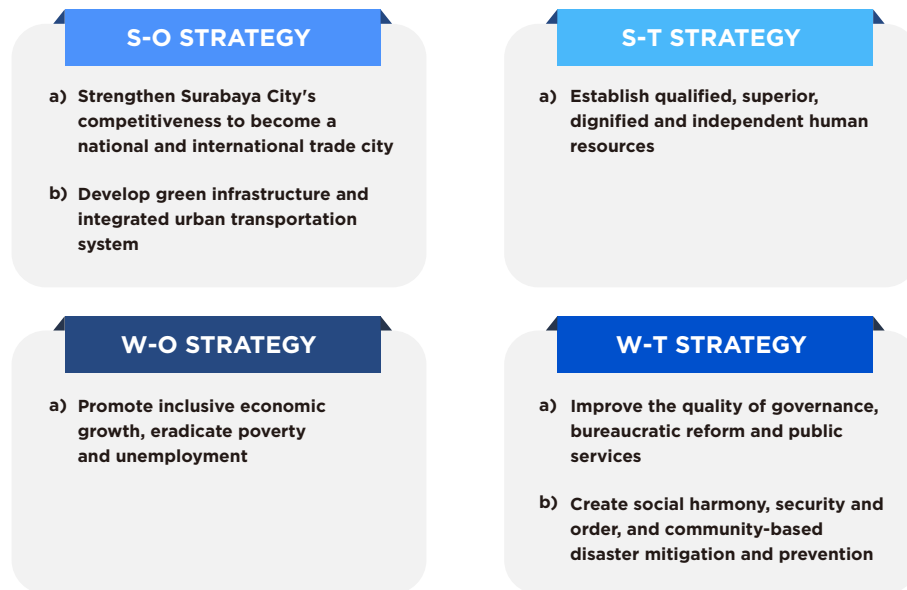 S-O STRATEGY
a) Strengthen Surabaya City's
competitiveness to become a
national and international trade city
b) Develop green infrastructure and
integrated urban transportation
system
S-T STRATEGY
a) Establish qualified, superior,
dignified and independent human
resources
W-O STRATEGY
a) Promote inclusive economic
growth, eradicate poverty
and unemployment
W-T STRATEGY
a) Improve the quality of governance,
bureaucratic reform and public
services
b) Create social harmony, security and
order, and community-based
disaster mitigation and prevention